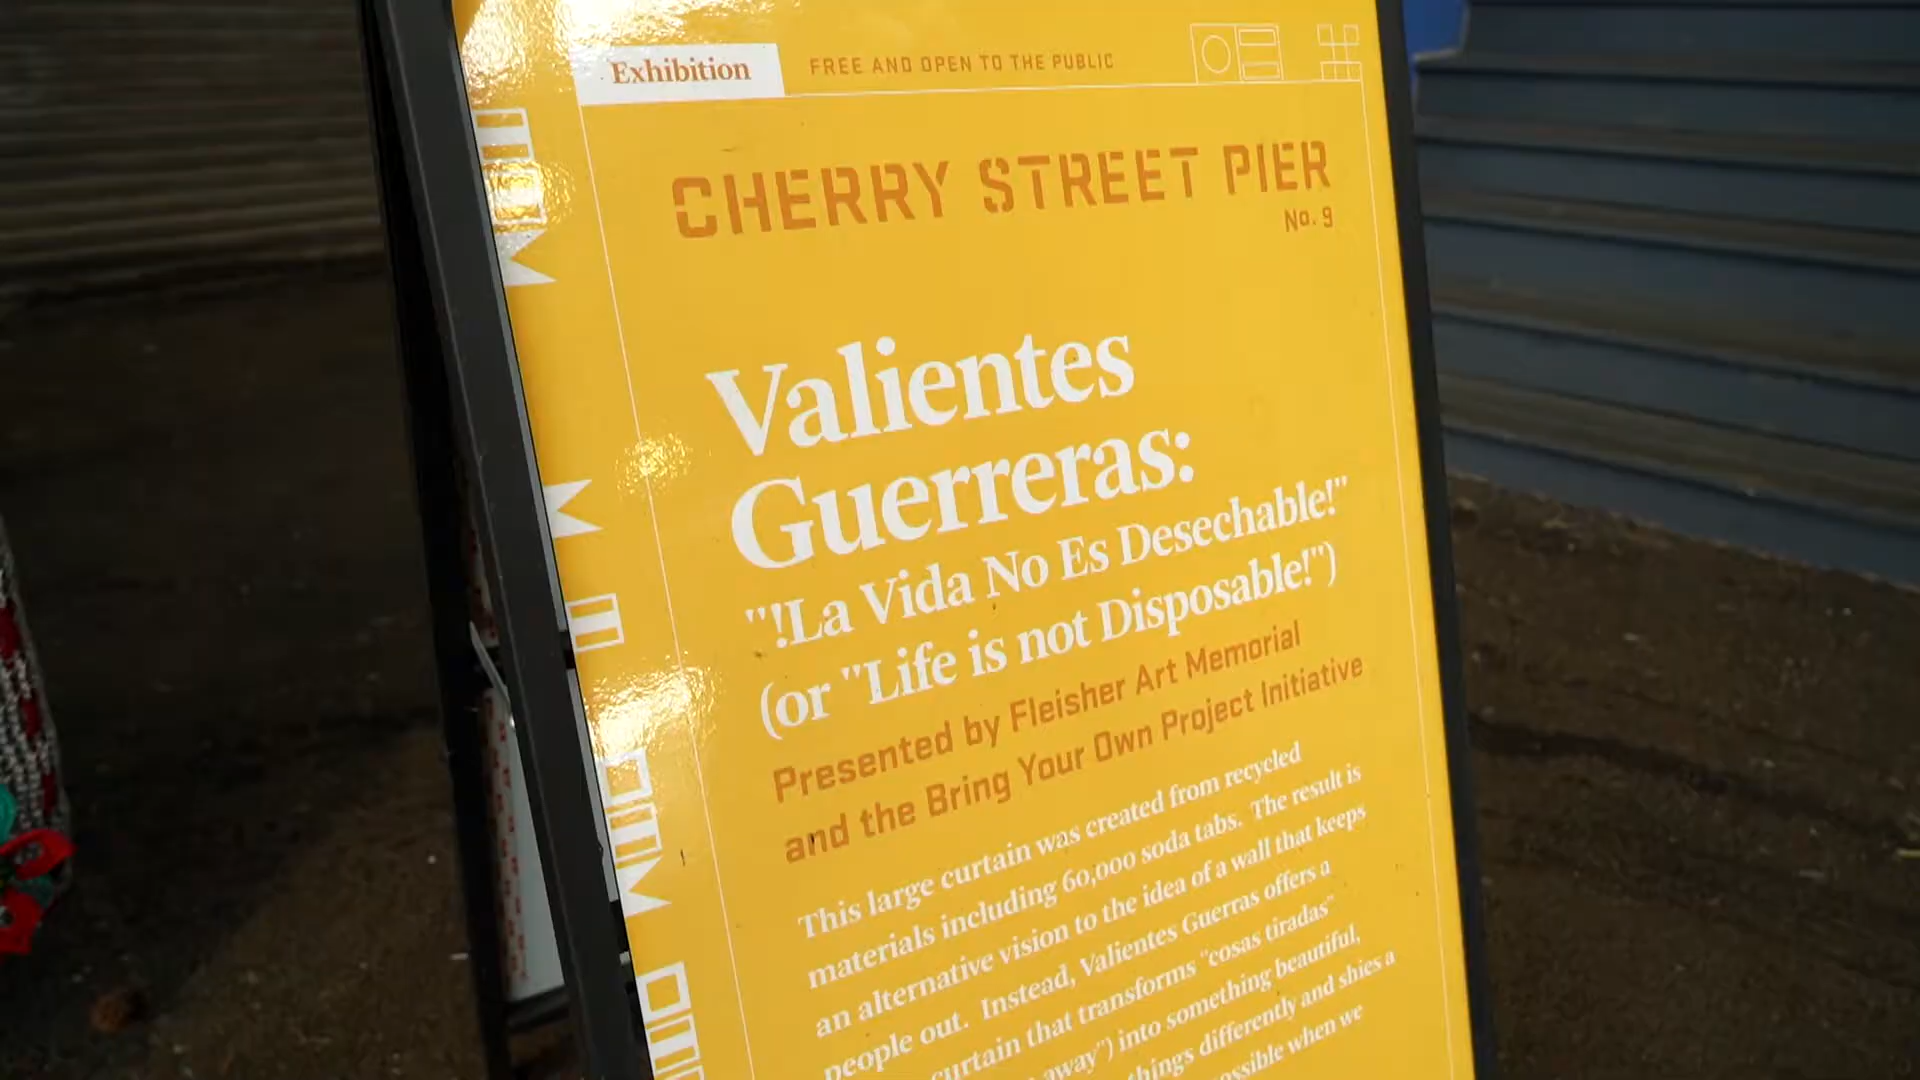 Exhibition
FREE AND OPEN TO THE PUBLIC
CHERRY STREET PIER
No. 9
Valientes
Guerreras:
"!La Vida No Es Desechable!"
(or "Life is not Disposable!")
Presented by Fleisher Art Memorial
and the Bring Your Own Project Initiative
This large curtain was created from recycled
materials including 60,000 soda tabs. The result is
an alternative vision to the idea of a wall that keeps
people out. Instead, Valientes Guerras offers a
curtain that transforms "cosas tiradas"
away") into something beautiful,
things differently and shies a
when we